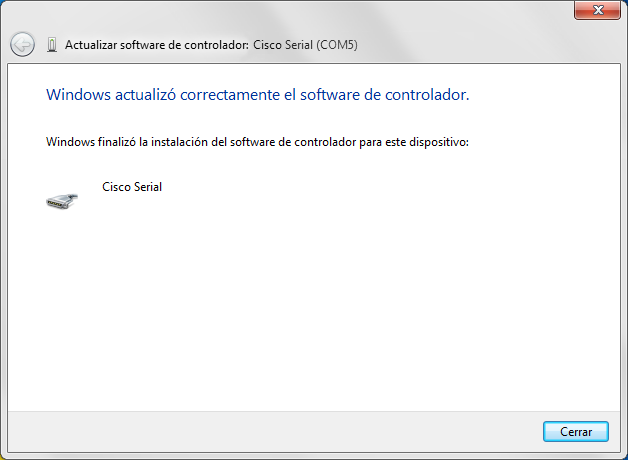 Actualizar software de controlador: Cisco Serial (COM5)
Windows actualizó correctamente el software de controlador.
Windows finalizó la instalación del software de controlador para este dispositivo:
Cisco Serial
Cerrar